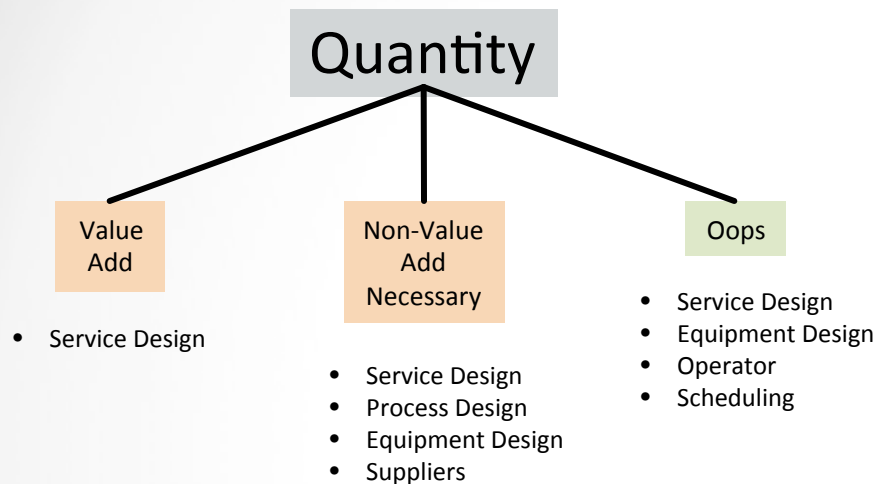 Quantity
Value
Add
• Service Design
Non-Value
Add
Necessary
• Service Design
• Process Design
• Equipment Design
• Suppliers
Oops
• Service Design
• Equipment Design
• Operator
• Scheduling